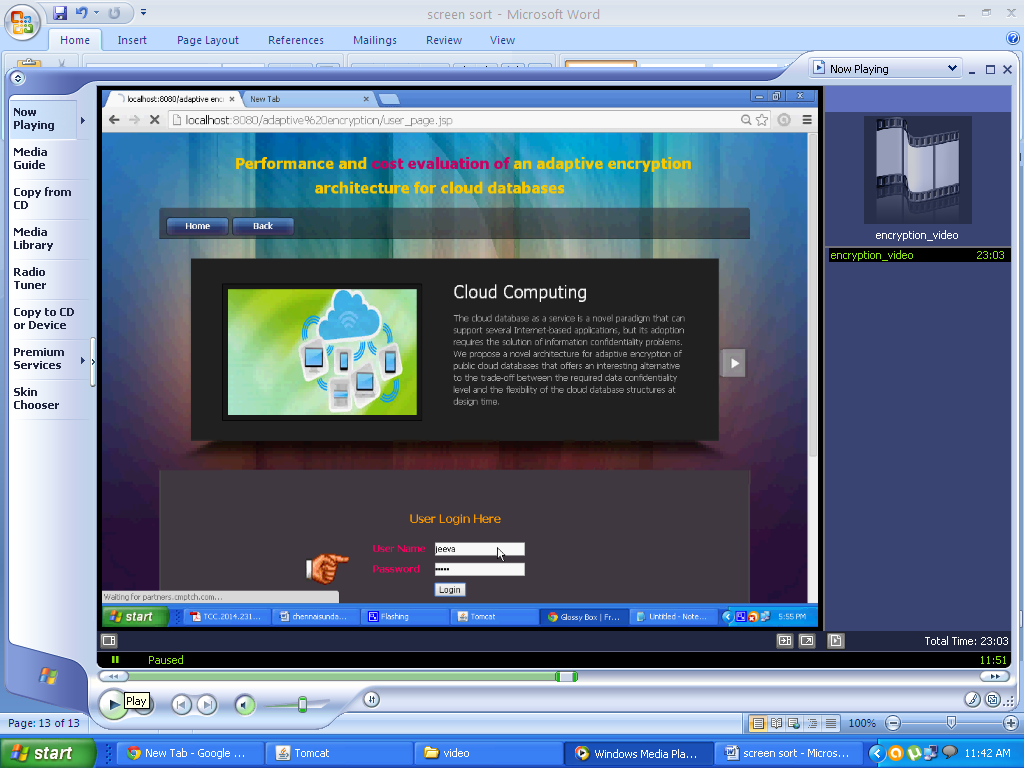 screen sort - Microsoft Word
Home Insert Page Layout References Mailings Review View
Now Playing
Now Playing
Media Guide
Copy from CD
Media Library
Radio Tuner
Copy to CD or Device
Premium Services
Skin Chooser
localhost:8080/adaptive enc
New Tab
localhost:8080/adaptive%20encryption/user_page.jsp
Performance and cost evaluation of an adaptive encryption
architecture for cloud databases
Home Back
Cloud Computing
The cloud database as a service is a novel paradigm that can
support several Internet-based applications, but its adoption
requires the solution of information confidentiality problems.
We propose a novel architecture for adaptive encryption of
public cloud databases that offers an interesting alternative
to the trade-off between the required data confidentiality
level and the flexibility of the cloud database structures at
design time.
User Login Here
User Name jeeva
Password •••••
Login
Waiting for partners.cmptch.com...
start TCC.2014.231... chennaisunda... Flashing Tomcat Glossy Box | Fr... Untitled - Note... 5:55 PM
encryption_video
encryption_video 23:03
Total Time: 23:03
Paused 11:51
Play
Page: 13 of 13 100%
start New Tab - Google ... Tomcat video Windows Media Pla... screen sort - Micros... 11:42 AM